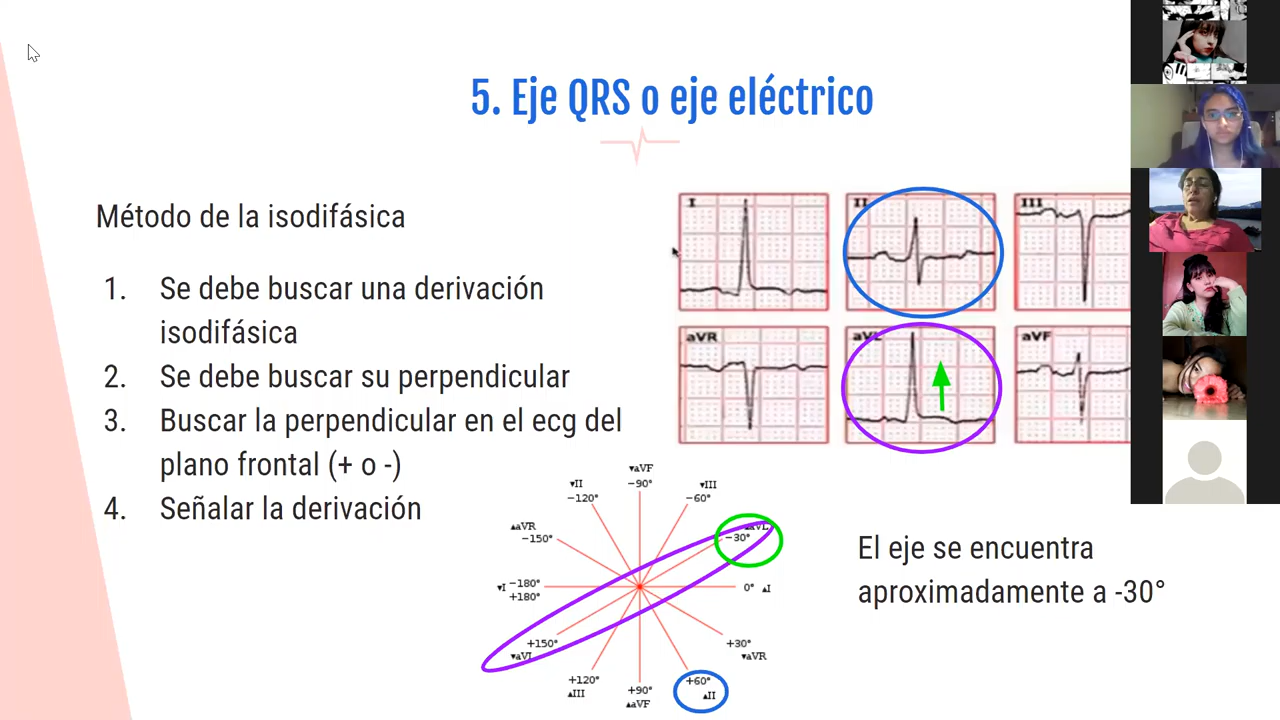 5. Eje QRS o eje eléctrico
Método de la isodifásica
1. Se debe buscar una derivación
isodifásica
2. Se debe buscar su perpendicular
3. Buscar la perpendicular en el ecg del
plano frontal (+ o -)
4. Señalar la derivación
I
II
III
aVR
aVL
aVF
▾aVF
−90°
▾II
−120°
▾III
−60°
▴aVR
−150°
▴aVL
−30°
▾I
−180°
+180°
0° ▴I
+150°
▾aVL
+30°
▾aVR
+120°
▴III
+90°
▴aVF
+60°
▴II
El eje se encuentra
aproximadamente a -30°